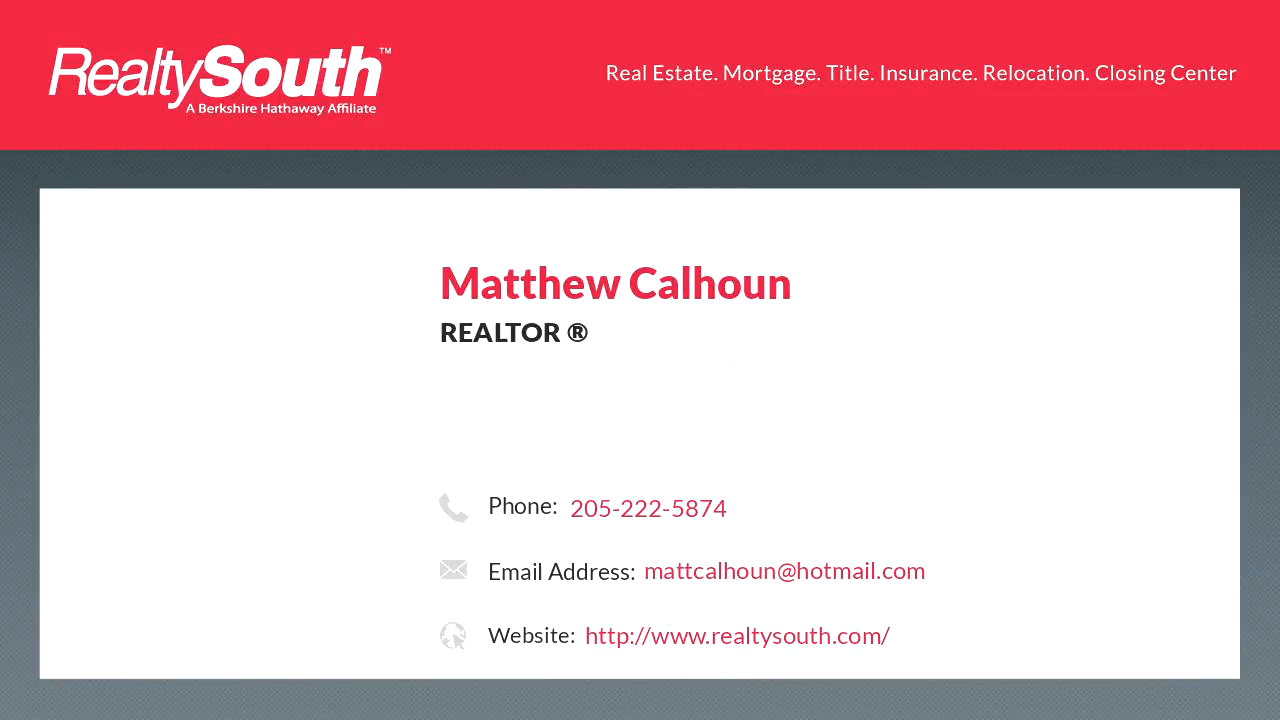 RealtySouth™
A Berkshire Hathaway Affiliate
Real Estate. Mortgage. Title. Insurance. Relocation. Closing Center
Matthew Calhoun
REALTOR ®
Phone: 205-222-5874
Email Address: mattcalhoun@hotmail.com
Website: http://www.realtysouth.com/